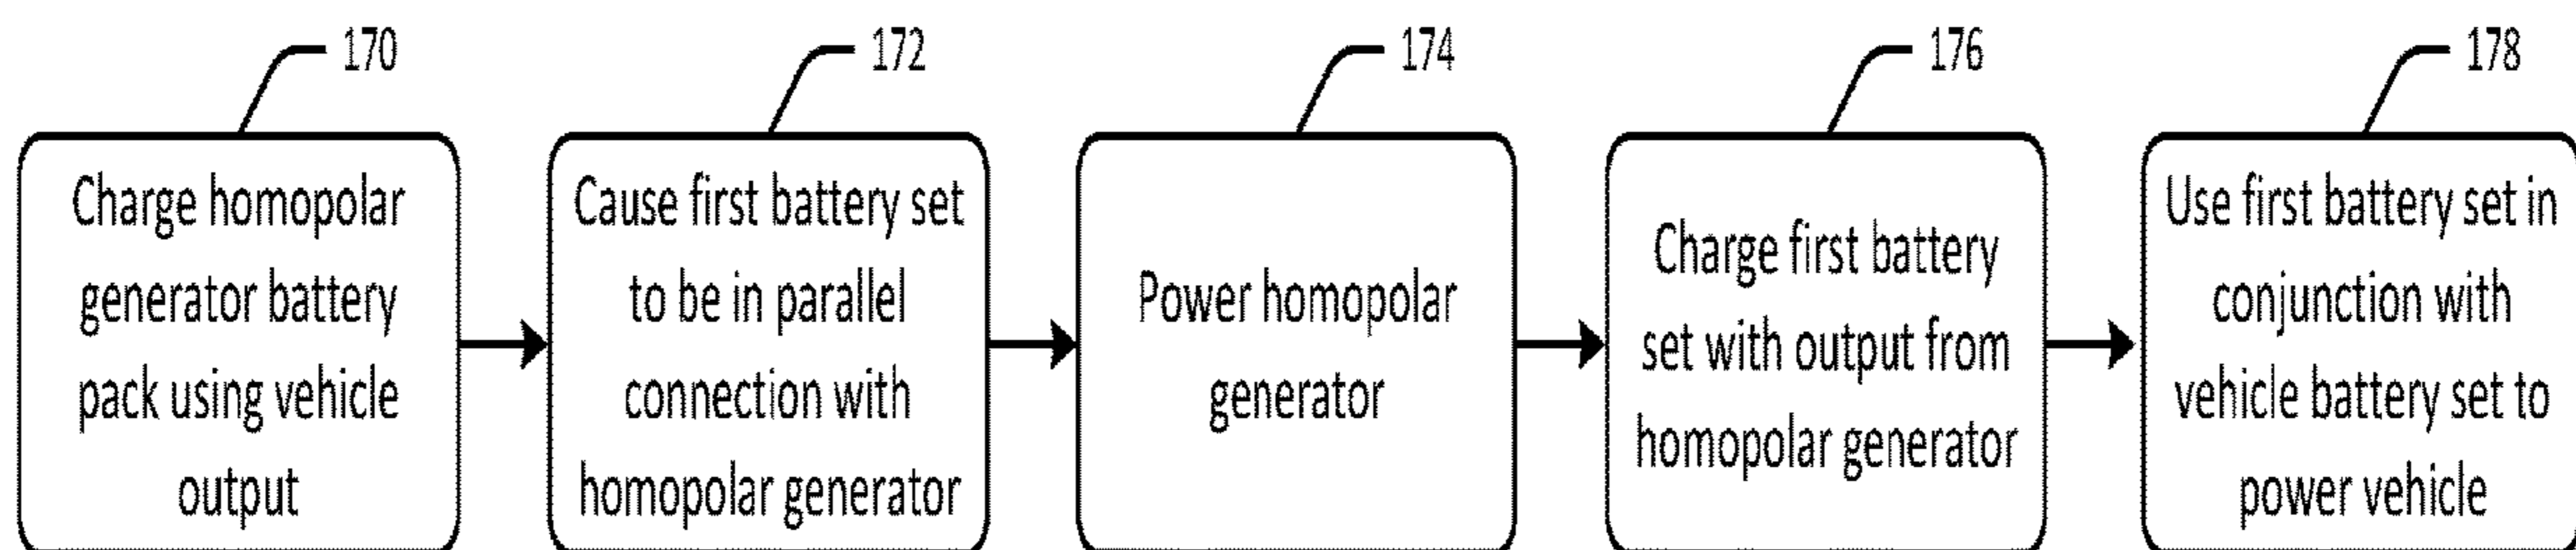 170
172
174
176
178
Charge homopolar
generator battery
pack using vehicle
output
Cause first battery set
to be in parallel
connection with
homopolar generator
Power homopolar
generator
Charge first battery
set with output from
homopolar generator
Use first battery set in
conjunction with
vehicle battery set to
power vehicle